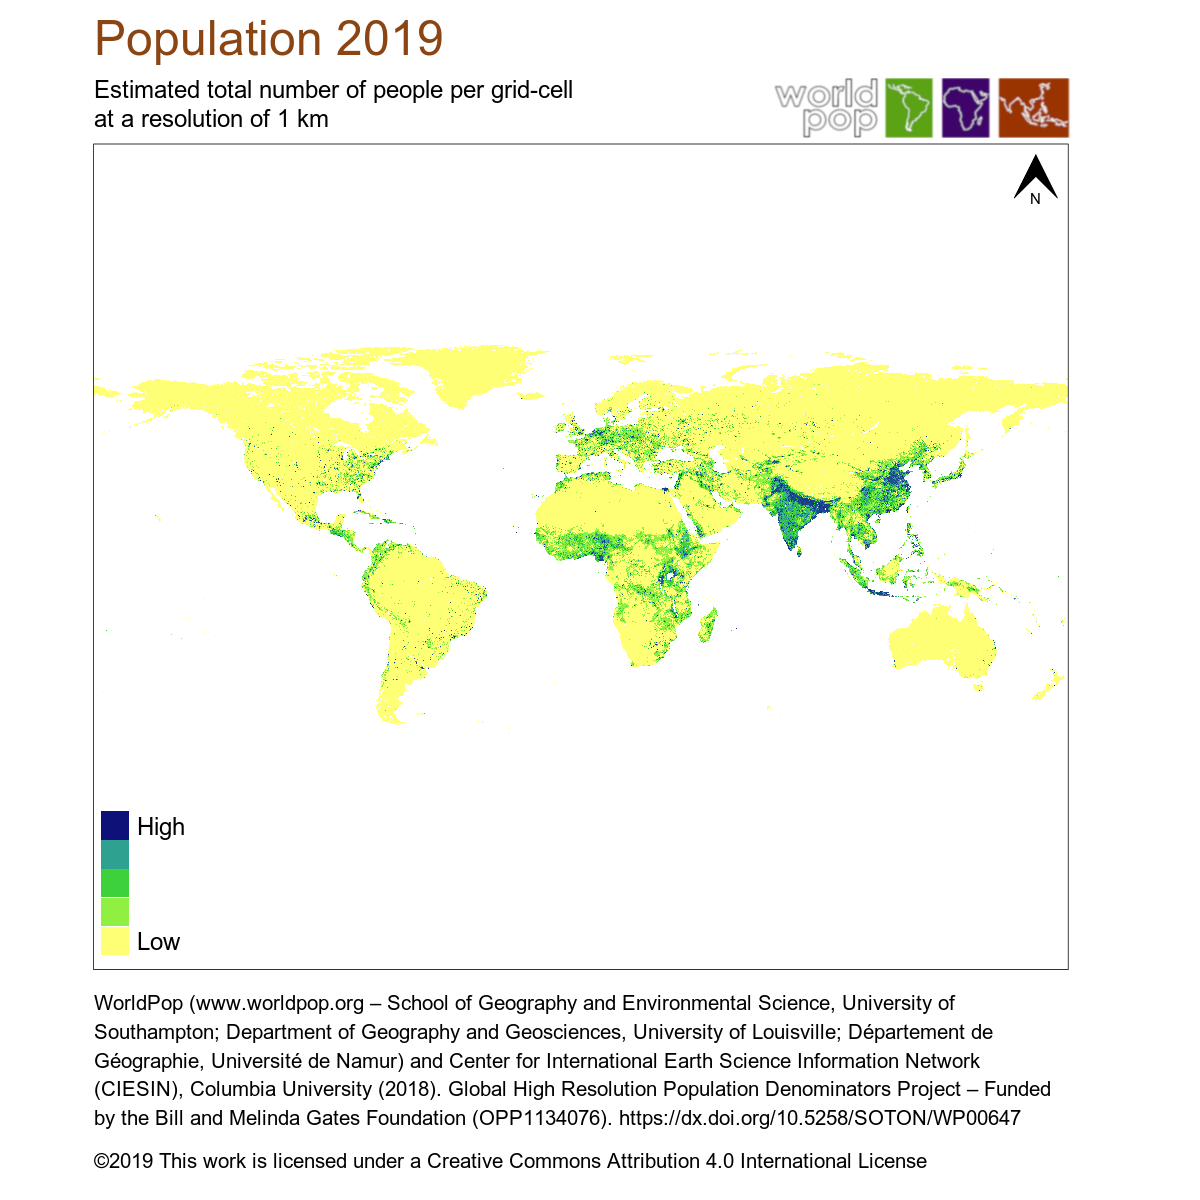 Population 2019
Estimated total number of people per grid-cell
at a resolution of 1 km
world
pop
N
High
Low
WorldPop (www.worldpop.org – School of Geography and Environmental Science, University of
Southampton; Department of Geography and Geosciences, University of Louisville; Département de
Géographie, Université de Namur) and Center for International Earth Science Information Network
(CIESIN), Columbia University (2018). Global High Resolution Population Denominators Project – Funded
by the Bill and Melinda Gates Foundation (OPP1134076). https://dx.doi.org/10.5258/SOTON/WP00647
©2019 This work is licensed under a Creative Commons Attribution 4.0 International License